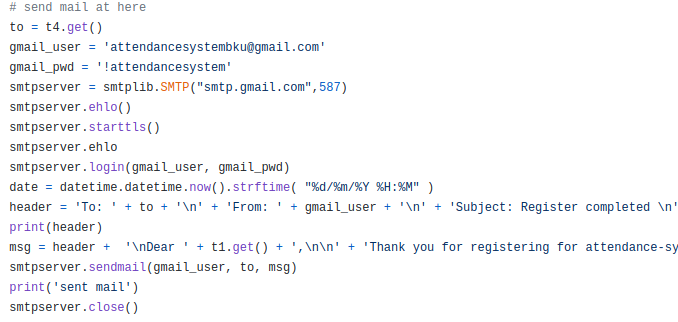 # send mail at here
to = t4.get()
gmail_user = 'attendancesystembku@gmail.com'
gmail_pwd = '!attendancesystem'
smtpserver = smtplib.SMTP("smtp.gmail.com",587)
smtpserver.ehlo()
smtpserver.starttls()
smtpserver.ehlo
smtpserver.login(gmail_user, gmail_pwd)
date = datetime.datetime.now().strftime( "%d/%m/%Y %H:%M" )
header = 'To: ' + to + '\n' + 'From: ' + gmail_user + '\n' + 'Subject: Register completed \n'
print(header)
msg = header +  '\nDear ' + t1.get() + ',\n\n' + 'Thank you for registering for attendance-sy
smtpserver.sendmail(gmail_user, to, msg)
print('sent mail')
smtpserver.close()